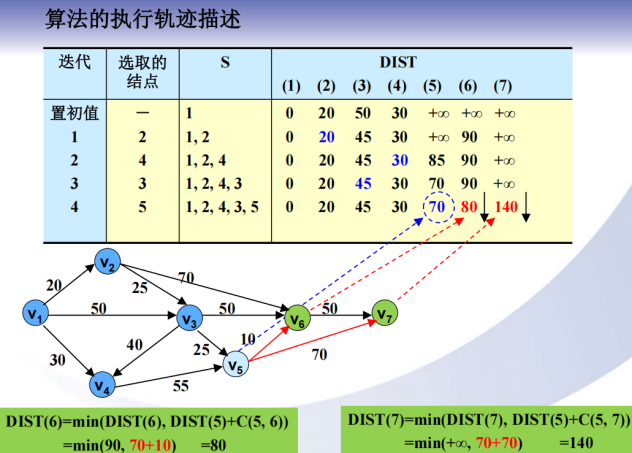 算法的执行轨迹描述
迭代 选取的结点 S DIST
(1) (2) (3) (4) (5) (6) (7)
置初值 — 1 0 20 50 30 +∞ +∞ +∞
1 2 1, 2 0 20 45 30 +∞ 90 +∞
2 4 1, 2, 4 0 20 45 30 85 90 +∞
3 3 1, 2, 4, 3 0 20 45 30 70 90 +∞
4 5 1, 2, 4, 3, 5 0 20 45 30 70 80 140
V2
20 25 70
V1 50 V3 50 V6 50 V7
30 40 25 10 70
V5
V4 55
DIST(6)=min(DIST(6), DIST(5)+C(5, 6))
=min(90, 70+10) =80
DIST(7)=min(DIST(7), DIST(5)+C(5, 7))
=min(+∞, 70+70) =140